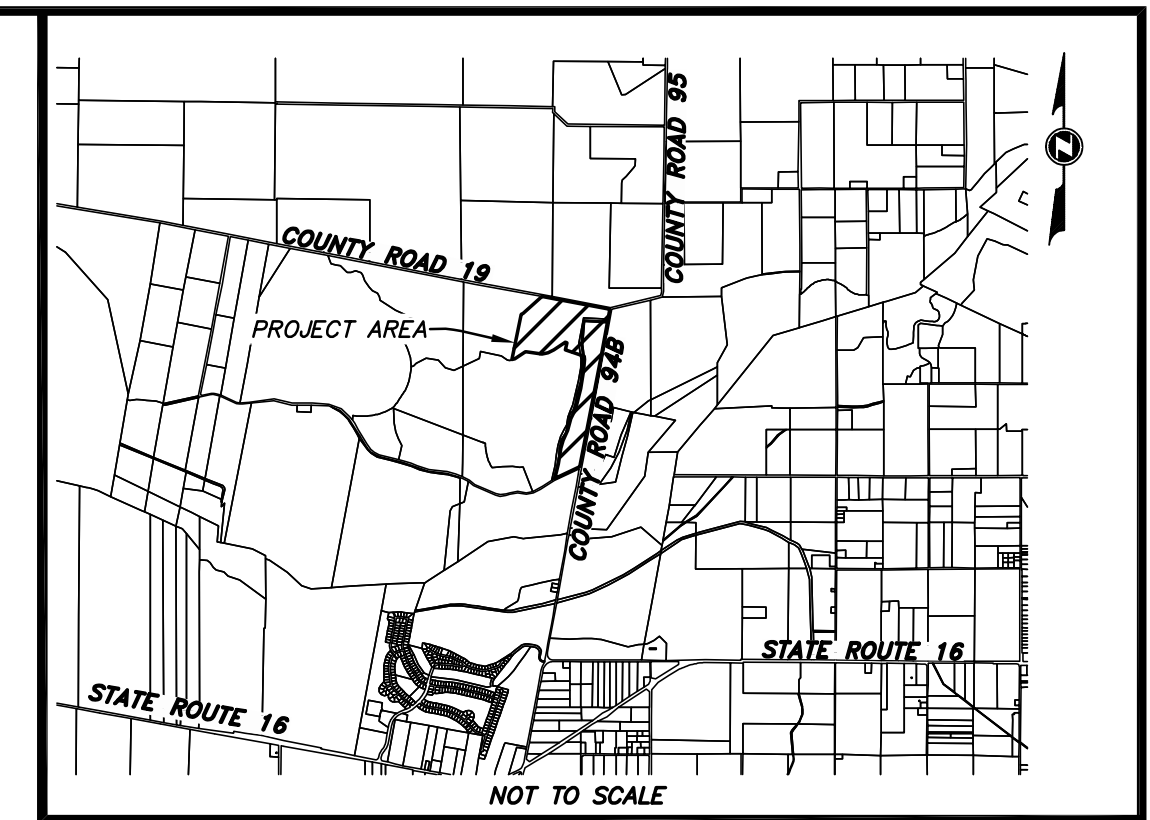 COUNTY ROAD 95
COUNTY ROAD 19
PROJECT AREA
COUNTY ROAD 94B
STATE ROUTE 16
STATE ROUTE 16
NOT TO SCALE